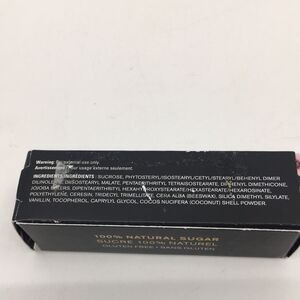 Warning: For external use only.
Avertissement: Pour usage externe seulement.
INGREDIENTS/INGRÉDIENTS: SUCROSE, PHYTOSTERYL/ISOSTEARYL/CETYL/STEARYL/BEHENYL DIMER
DILINOLEATE, DIISOSTEARYL MALATE, PENTAERYTHRITYL TETRAISOSTEARATE, DIPHENYL DIMETHICONE,
JOJOBA ESTERS, DIPENTAERYTHRITYL HEXAHYDROXYSTEARATE/HEXASTEARATE/HEXAROSINATE,
POLYETHYLENE, CERESIN, TRIDECYL TRIMELLITATE, CERA ALBA (BEESWAX), SILICA DIMETHYL SILYLATE,
VANILLIN, TOCOPHEROL, CAPRYLYL GLYCOL, COCOS NUCIFERA (COCONUT) SHELL POWDER.
100% NATURAL SUGAR
SUCRE 100% NATUREL
GLUTEN FREE • SANS GLUTEN